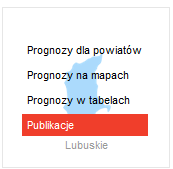 Prognozy dla powiatów
Prognozy na mapach
Prognozy w tabelach
Publikacje
Lubuskie